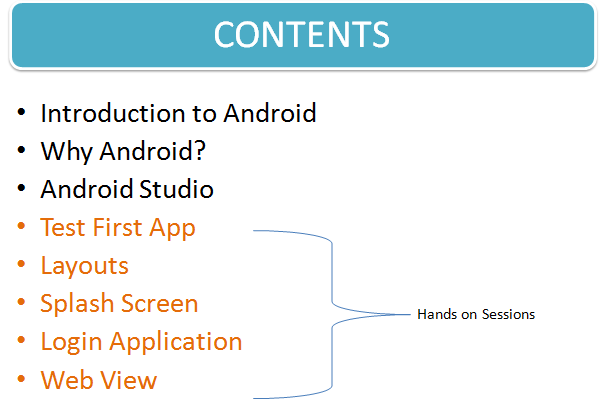 CONTENTS
• Introduction to Android
• Why Android?
• Android Studio
• Test First App
• Layouts
• Splash Screen
• Login Application
• Web View
Hands on Sessions